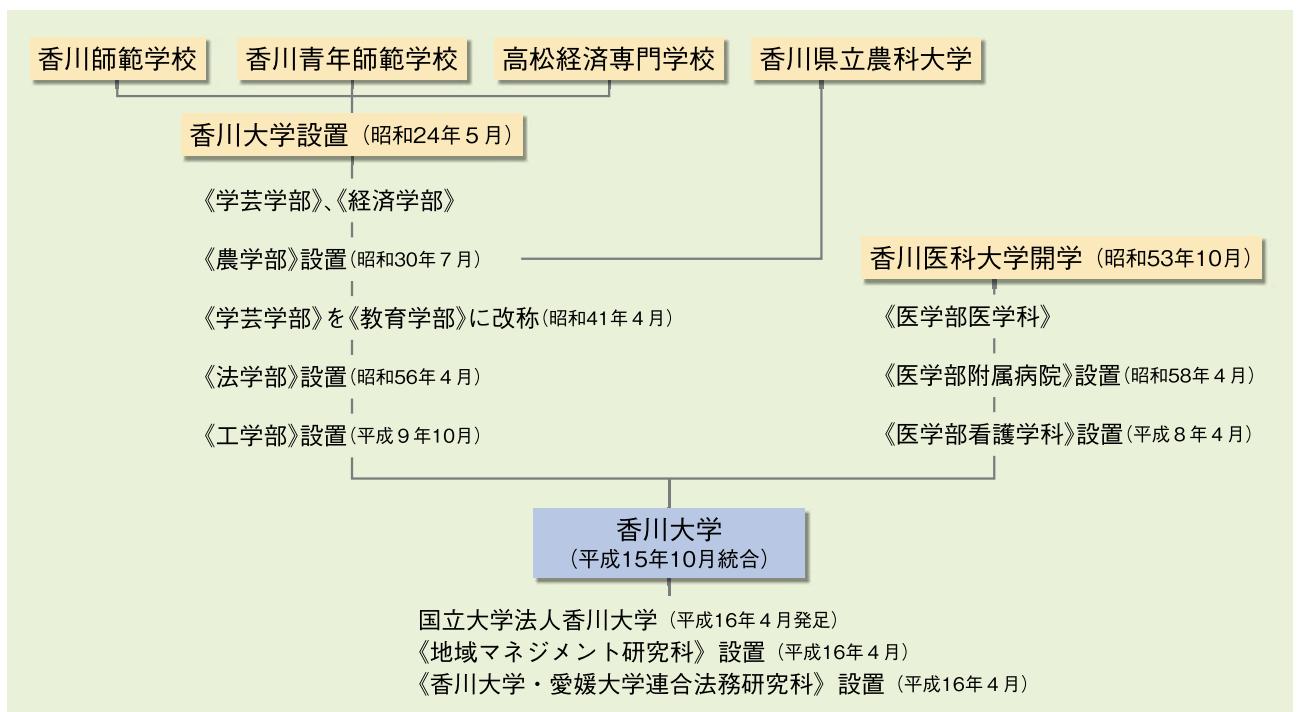 香川師範学校
香川青年師範学校
高松経済専門学校
香川県立農科大学
香川大学設置（昭和24年５月）
《学芸学部》、《経済学部》
《農学部》設置（昭和30年７月）
《学芸学部》を《教育学部》に改称（昭和41年４月）
《法学部》設置（昭和56年４月）
《工学部》設置（平成９年10月）
香川医科大学開学（昭和53年10月）
《医学部医学科》
《医学部附属病院》設置（昭和58年４月）
《医学部看護学科》設置（平成８年４月）
香川大学
（平成15年10月統合）
国立大学法人香川大学（平成16年４月発足）
《地域マネジメント研究科》設置（平成16年４月）
《香川大学・愛媛大学連合法務研究科》設置（平成16年４月）